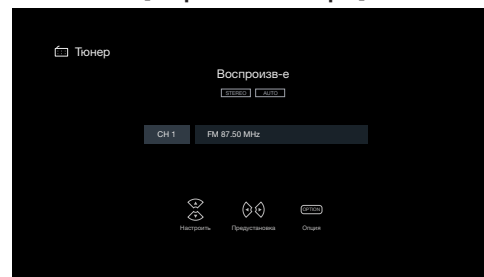 Тюнер
Воспроизв-е
STEREO AUTO
CH 1 FM 87.50 MHz
OPTION
Настроить Предустановка Опция